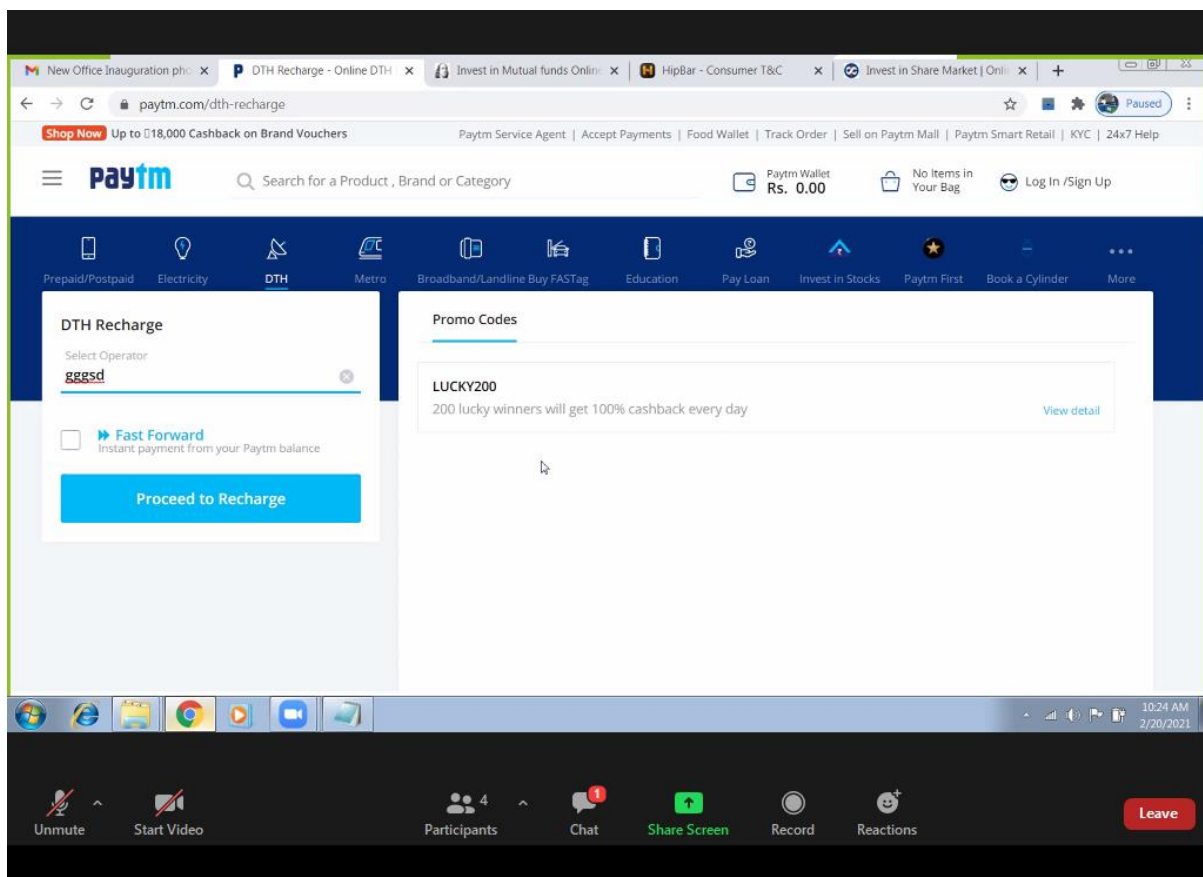 New Office Inauguration pho
DTH Recharge - Online DTH
Invest in Mutual funds Online
HipBar - Consumer T&C
Invest in Share Market | Onli
paytm.com/dth-recharge
Paused
Shop Now Up to ▯18,000 Cashback on Brand Vouchers
Paytm Service Agent | Accept Payments | Food Wallet | Track Order | Sell on Paytm Mall | Paytm Smart Retail | KYC | 24x7 Help
paytm
Search for a Product , Brand or Category
Paytm Wallet
Rs. 0.00
No Items in
Your Bag
Log In /Sign Up
Prepaid/Postpaid Electricity DTH Metro Broadband/Landline Buy FASTag Education Pay Loan Invest in Stocks Paytm First Book a Cylinder More
DTH Recharge
Select Operator
gggsd
Fast Forward
Instant payment from your Paytm balance
Proceed to Recharge
Promo Codes
LUCKY200
200 lucky winners will get 100% cashback every day
View detail
10:24 AM
2/20/2021
Unmute Start Video Participants 4 Chat 1 Share Screen Record Reactions Leave